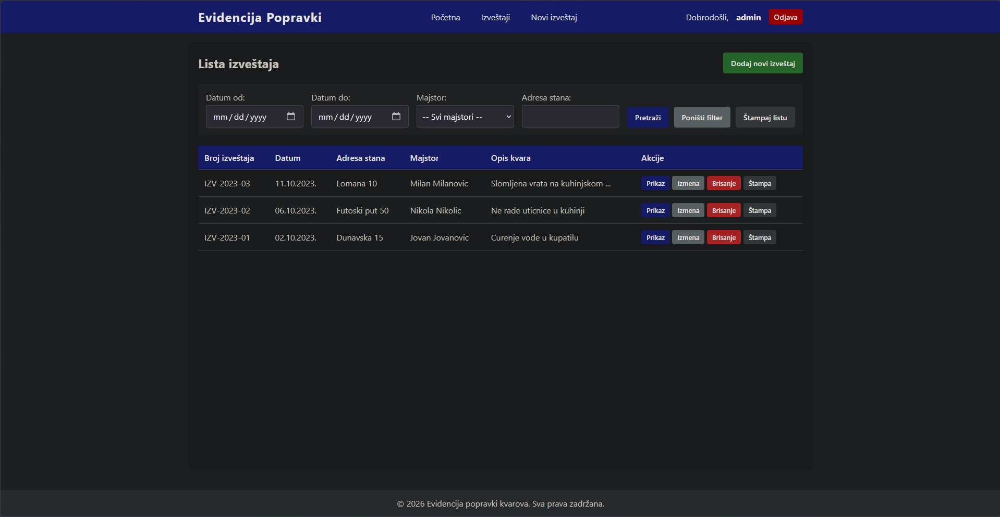 Evidencija Popravki Početna Izveštaji Novi izveštaj Dobrodošli, admin Odjava
Lista izveštaja Dodaj novi izveštaj
Datum od: Datum do: Majstor: Adresa stana:
mm/dd/yyyy mm/dd/yyyy -- Svi majstori -- Pretraži Poništi filter Štampaj listu
Broj izveštaja Datum Adresa stana Majstor Opis kvara Akcije
IZV-2023-03 11.10.2023. Lomana 10 Milan Milanovic Slomljena vrata na kuhinjskom ... Prikaz Izmena Brisanje Štampa
IZV-2023-02 06.10.2023. Futoski put 50 Nikola Nikolic Ne rade uticnice u kuhinji Prikaz Izmena Brisanje Štampa
IZV-2023-01 02.10.2023. Dunavska 15 Jovan Jovanovic Curenje vode u kupatilu Prikaz Izmena Brisanje Štampa
© 2026 Evidencija popravki kvarova. Sva prava zadržana.